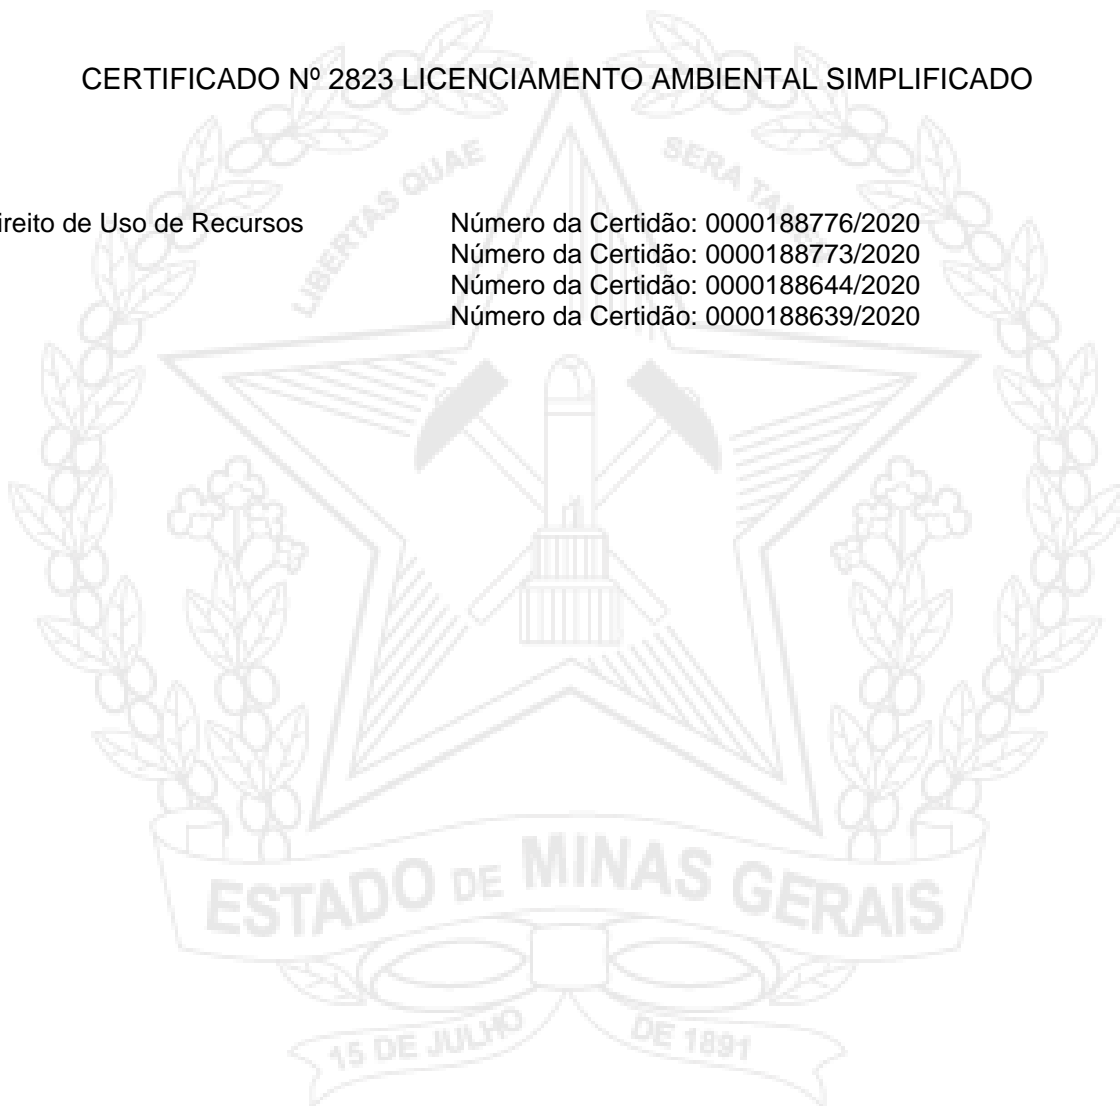 CERTIFICADO Nº 2823 LICENCIAMENTO AMBIENTAL SIMPLIFICADO
LIBERTAS QUAE SERA TAMEN
ireito de Uso de Recursos Número da Certidão: 0000188776/2020
Número da Certidão: 0000188773/2020
Número da Certidão: 0000188644/2020
Número da Certidão: 0000188639/2020
ESTADO DE MINAS GERAIS
15 DE JULHO DE 1891